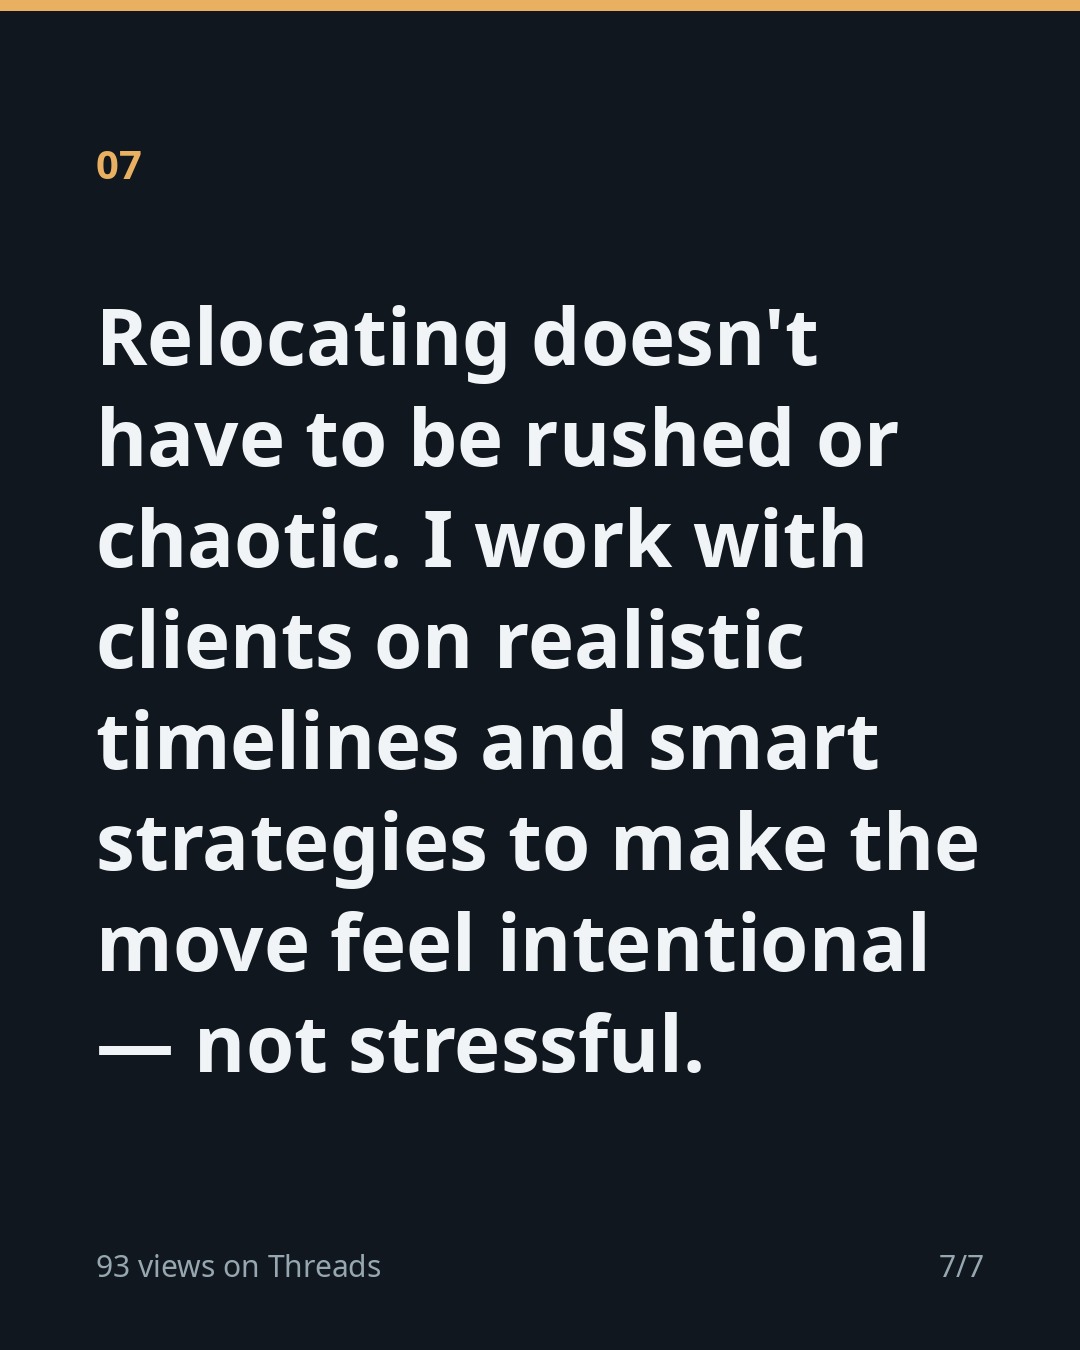 07
Relocating doesn't
have to be rushed or
chaotic. I work with
clients on realistic
timelines and smart
strategies to make the
move feel intentional
— not stressful.
93 views on Threads
7/7